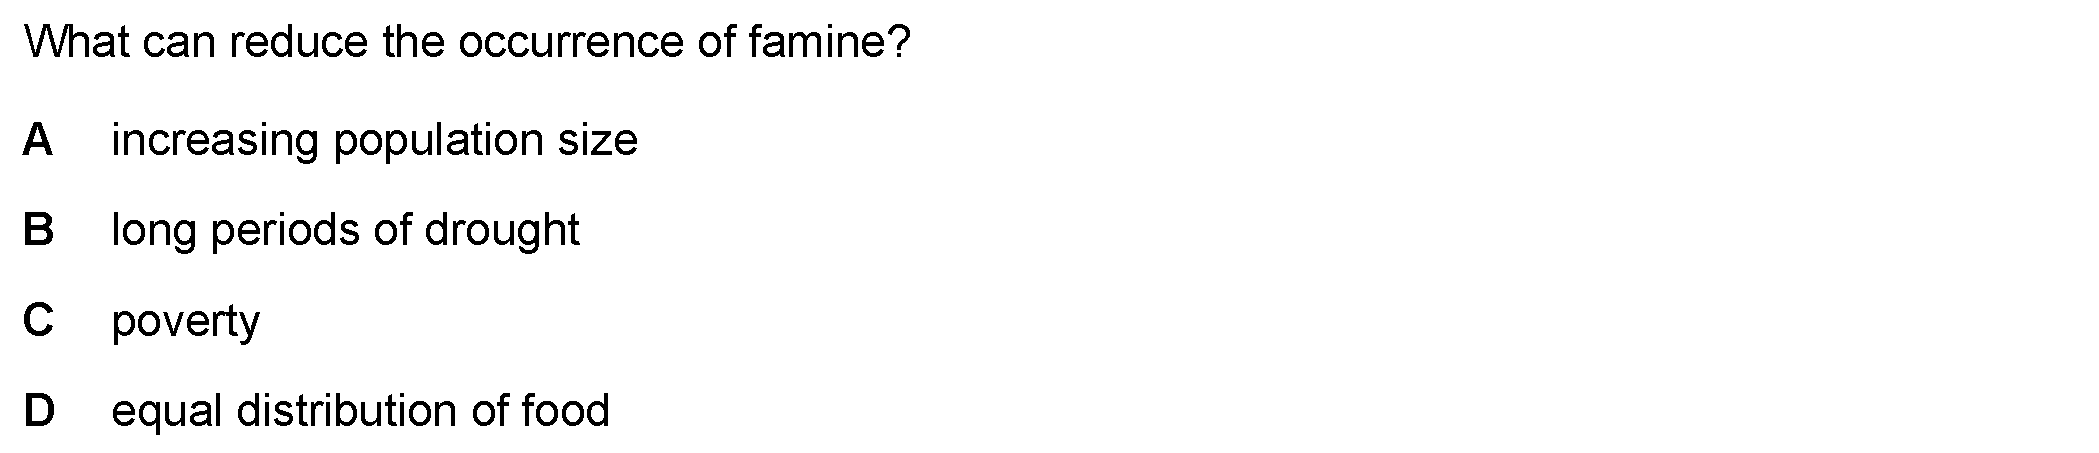 What can reduce the occurrence of famine?
A increasing population size
B long periods of drought
C poverty
D equal distribution of food